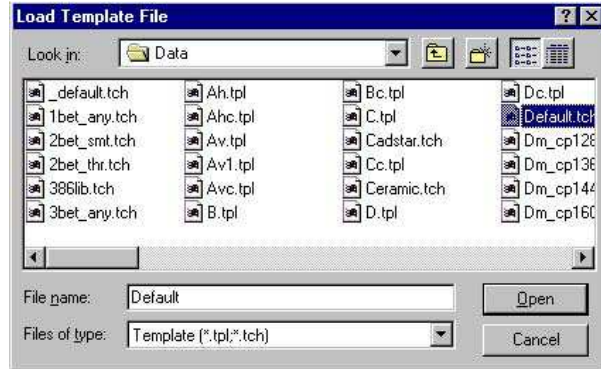 Load Template File
Look in: Data
_default.tch Ah.tpl Bc.tpl Dc.tpl
1bet_any.tch Ahc.tpl C.tpl Default.tch
2bet_smt.tch Av.tpl Cadstar.tch Dm_cp128
2bet_thr.tch Av1.tpl Cc.tpl Dm_cp136
386lib.tch Avc.tpl Ceramic.tch Dm_cp144
3bet_any.tch B.tpl D.tpl Dm_cp160
File name: Default Open
Files of type: Template (*.tpl;*.tch) Cancel